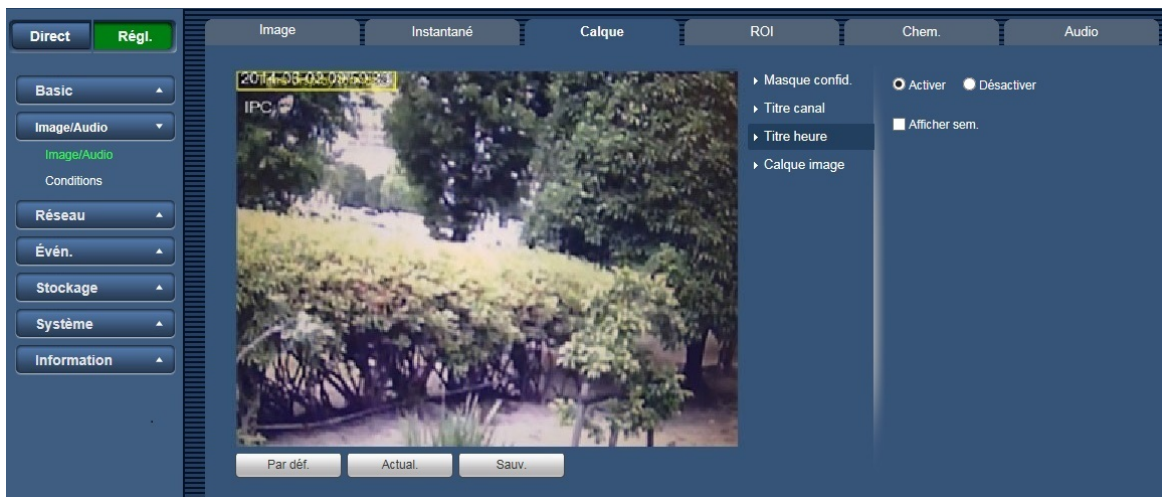 Direct
Régl.
Basic
Image/Audio
Image/Audio
Conditions
Réseau
Évén.
Stockage
Système
Information
Image
Instantané
Calque
ROI
Chem.
Audio
IPC
Par déf.
Actual.
Sauv.
Masque confid.
Titre canal
Titre heure
Calque image
Activer
Désactiver
Afficher sem.